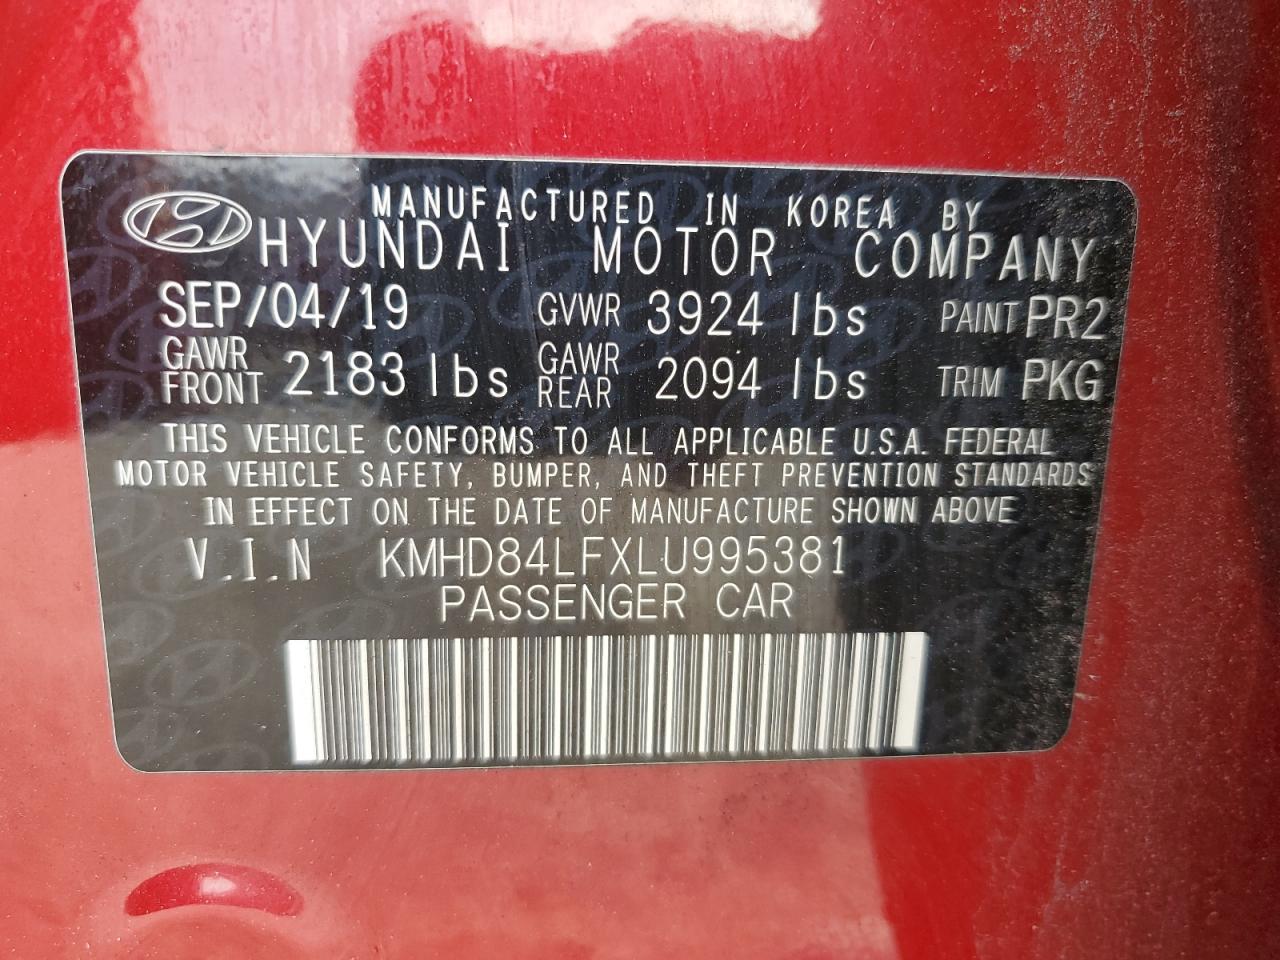 MANUFACTURED IN KOREA BY
HYUNDAI MOTOR COMPANY
SEP/04/19 GVWR 3924 lbs PAINT PR2
GAWR FRONT 2183 lbs GAWR REAR 2094 lbs TRIM PKG
THIS VEHICLE CONFORMS TO ALL APPLICABLE U.S.A. FEDERAL
MOTOR VEHICLE SAFETY, BUMPER, AND THEFT PREVENTION STANDARDS
IN EFFECT ON THE DATE OF MANUFACTURE SHOWN ABOVE
V.I.N KMHD84LFXLU995381
PASSENGER CAR